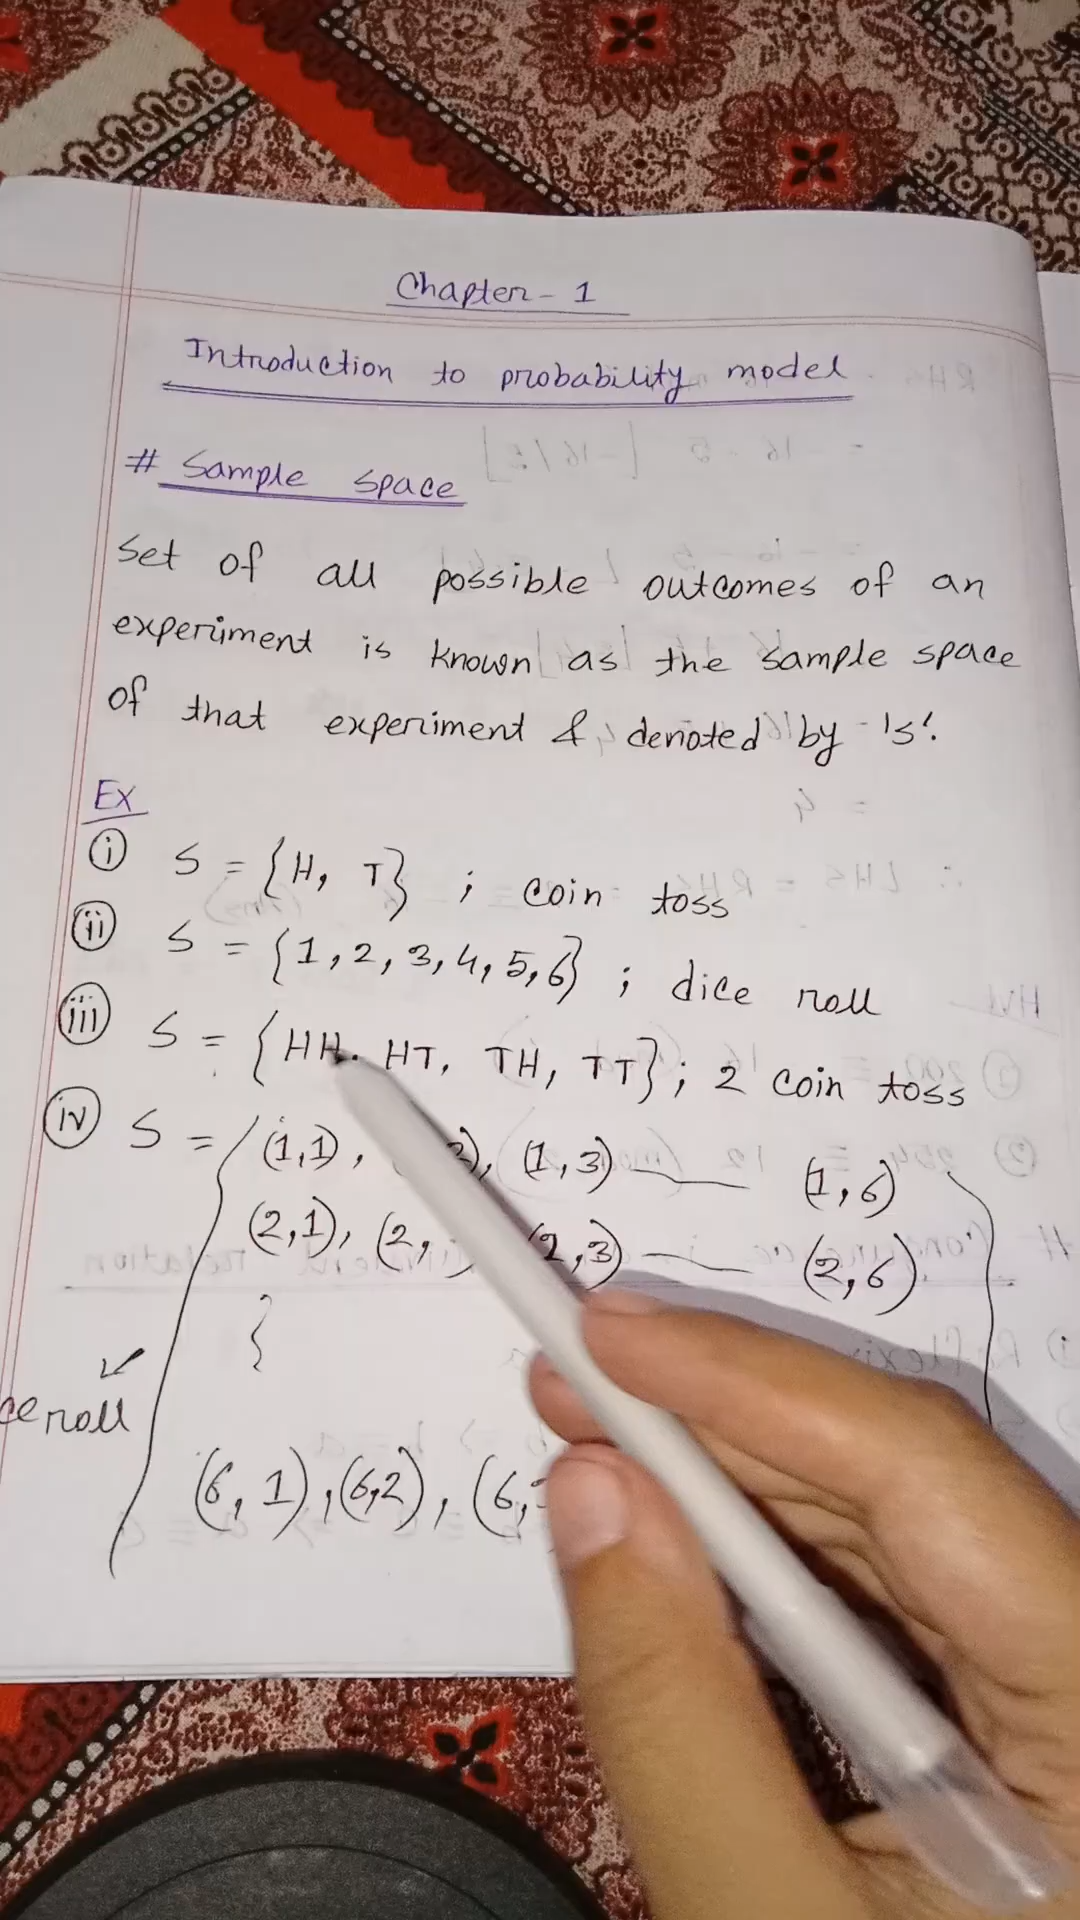 Chapter - 1
Introduction to probability model
# Sample space
Set of all possible outcomes of an
experiment is known as the sample space
of that experiment & denoted by 's'.
Ex
(i) S = {H, T} ; coin toss
(ii) S = {1, 2, 3, 4, 5, 6} ; dice roll
(iii) S = {HH, HT, TH, TT} ; 2 coin toss
(iv) S = (1,1), (1,3) — (1,6)
(2,1), (2, (2,3) — (2,6)
roll
(6,1), (6,2), (6,